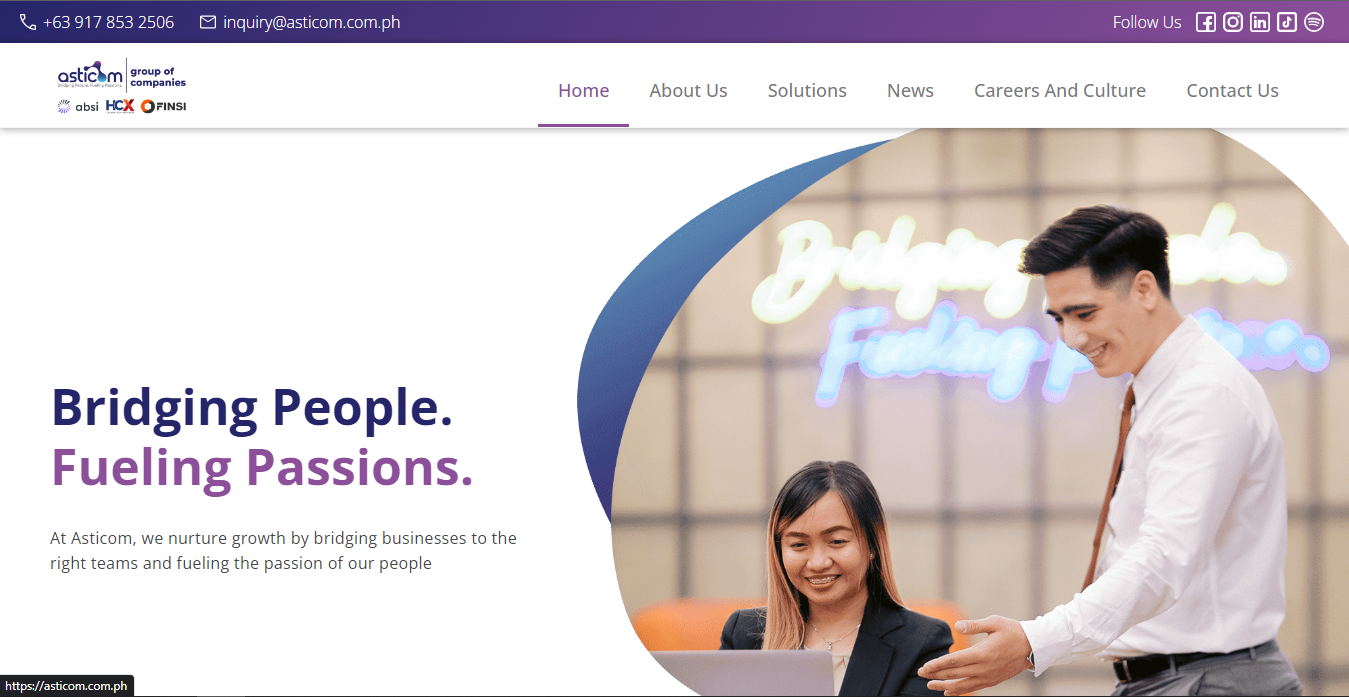 +63 917 853 2506 inquiry@asticom.com.ph Follow Us
asticom group of companies
Bridging People. Fueling Passions.
absi HCX FINSI
Home About Us Solutions News Careers And Culture Contact Us
Bridging
Fueling
Bridging People.
Fueling Passions.
At Asticom, we nurture growth by bridging businesses to the
right teams and fueling the passion of our people
https://asticom.com.ph